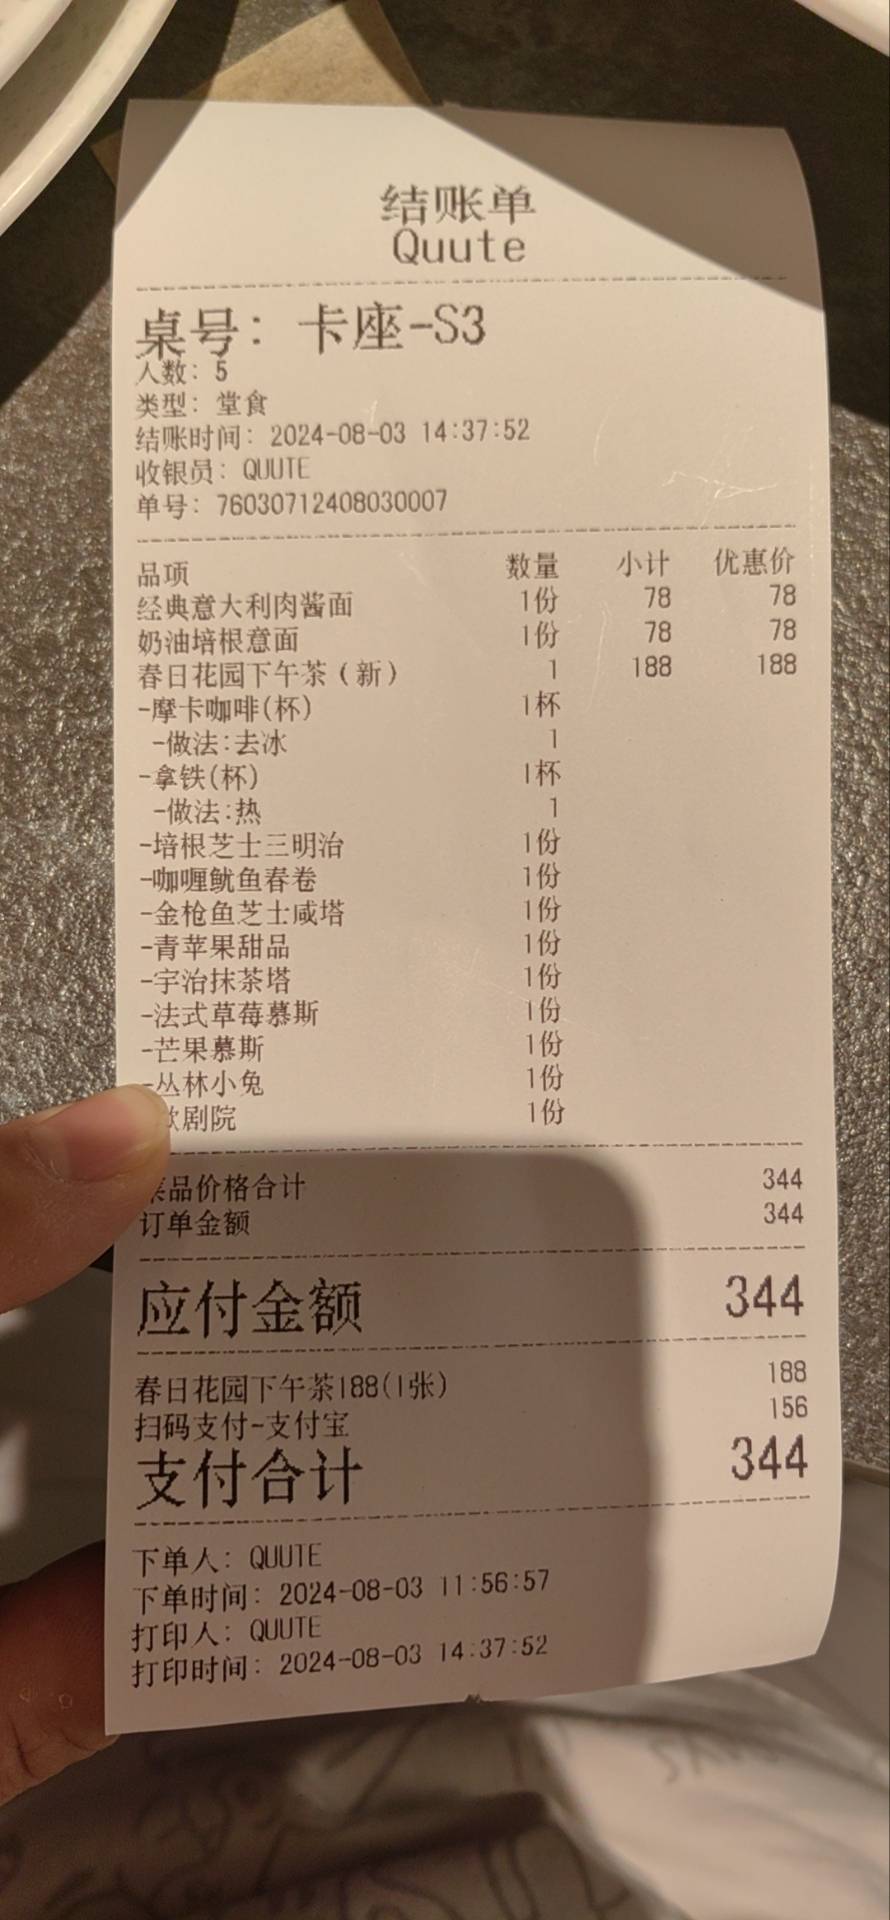 结账单
Quute
桌号: 卡座-S3
人数: 5
类型: 堂食
结账时间: 2024-08-03 14:37:52
收银员: QUUTE
单号: 76030712408030007
品项 数量 小计 优惠价
经典意大利肉酱面 1份 78 78
奶油培根意面 1份 78 78
春日花园下午茶(新) 1 188 188
-摩卡咖啡(杯) 1杯
-做法:去冰 1
-拿铁(杯) 1杯
-做法:热 1
-培根芝士三明治 1份
-咖喱鱿鱼春卷 1份
-金枪鱼芝士咸塔 1份
-青苹果甜品 1份
-宇治抹茶塔 1份
-法式草莓慕斯 1份
-芒果慕斯 1份
-丛林小兔 1份
歌剧院 1份
菜品价格合计 344
订单金额 344
应付金额 344
春日花园下午茶188(1张) 188
扫码支付-支付宝 156
支付合计 344
下单人: QUUTE
下单时间: 2024-08-03 11:56:57
打印人: QUUTE
打印时间: 2024-08-03 14:37:52